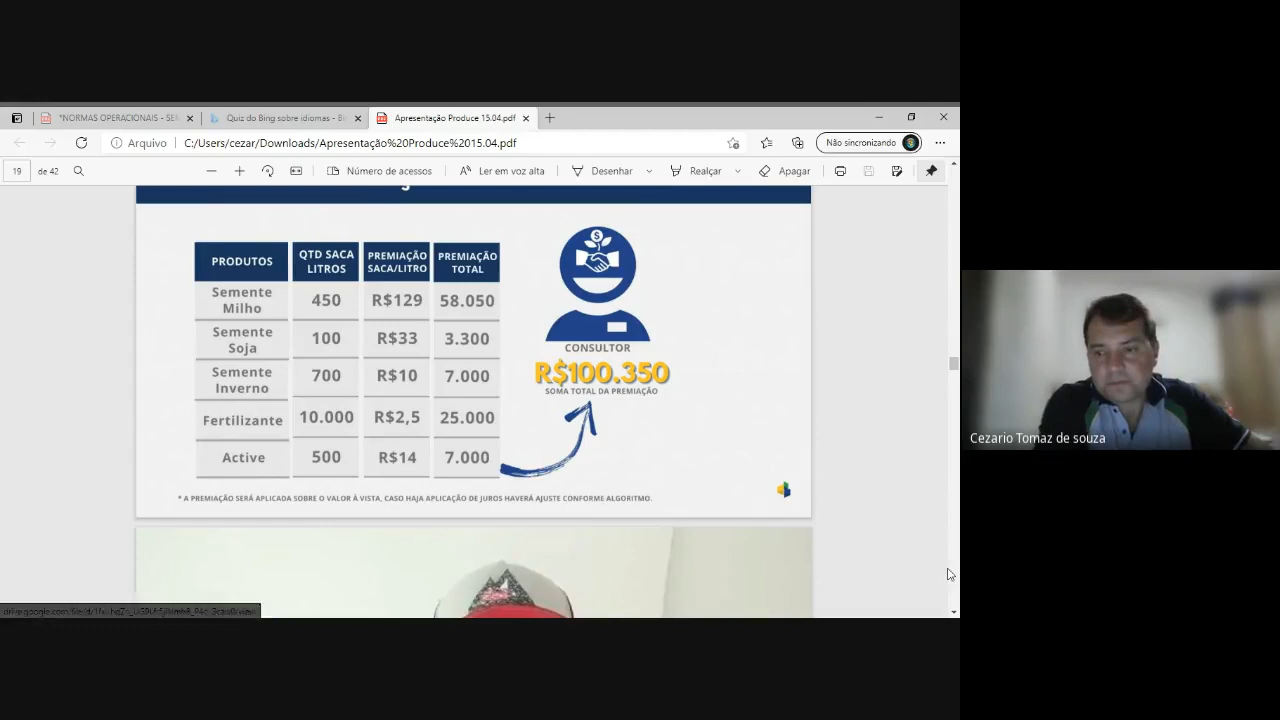 *NORMAS OPERACIONAIS - SE
Quiz do Bing sobre idiomas - Bi
Apresentação Produce 15.04.pdf
Arquivo
C:/Users/cezar/Downloads/Apresentação%20Produce%2015.04.pdf
Não sincronizando
19 de 42
Número de acessos
Ler em voz alta
Desenhar
Realçar
Apagar
PRODUTOS
QTD SACA LITROS
PREMIAÇÃO SACA/LITRO
PREMIAÇÃO TOTAL
Semente Milho 450 R$129 58.050
Semente Soja 100 R$33 3.300
Semente Inverno 700 R$10 7.000
Fertilizante 10.000 R$2,5 25.000
Active 500 R$14 7.000
CONSULTOR
R$100.350
SOMA TOTAL DA PREMIAÇÃO
* A PREMIAÇÃO SERÁ APLICADA SOBRE O VALOR À VISTA, CASO HAJA APLICAÇÃO DE JUROS HAVERÁ AJUSTE CONFORME ALGORITMO.
Cezario Tomaz de souza